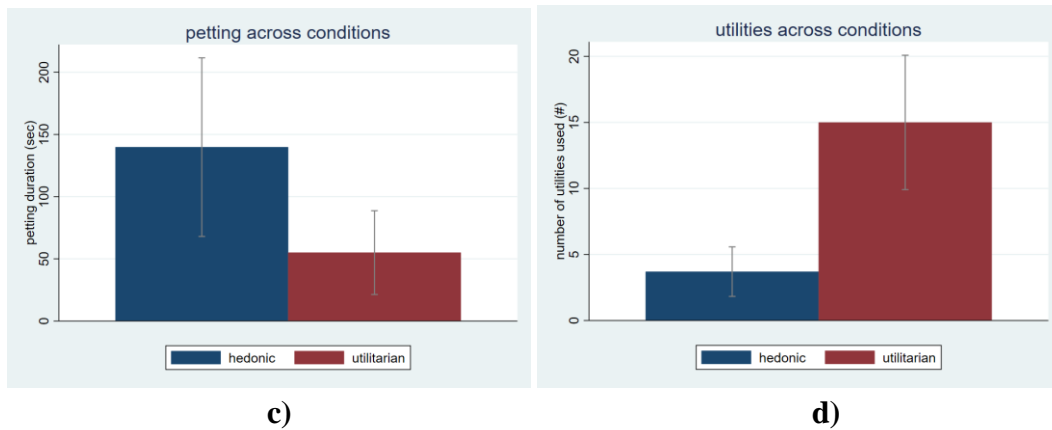 petting across conditions
petting duration (sec)
200
150
100
50
0
hedonic utilitarian
c)
utilities across conditions
number of utilities used (#)
20
15
10
5
0
hedonic utilitarian
d)